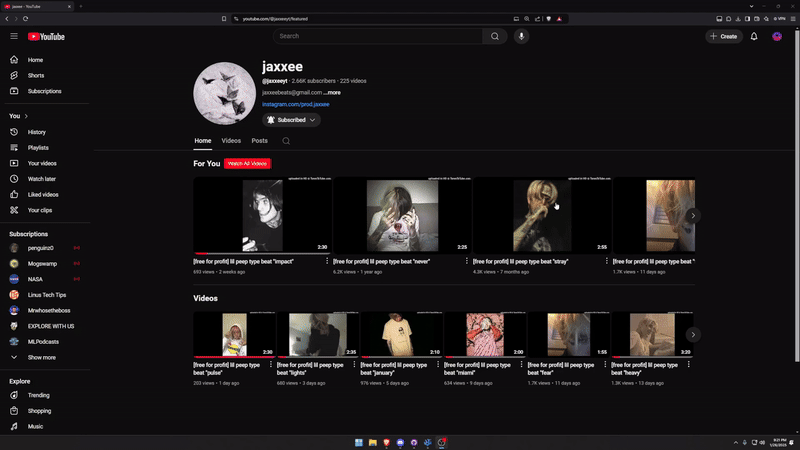 jaxxee - YouTube
youtube.com/@jaxxeeyt/featured
VPN
YouTube
Search
Create
Home
Shorts
Subscriptions
You
History
Playlists
Your videos
Watch later
Liked videos
Your clips
Subscriptions
penguinz0
Mogswamp
NASA
Linus Tech Tips
Mrwhosetheboss
EXPLORE WITH US
MLPodcasts
Show more
Explore
Trending
Shopping
Music
jaxxee
@jaxxeeyt · 2.66K subscribers · 225 videos
jaxxeebeats@gmail.com ...more
instagram.com/prod.jaxxee
Subscribed
Home Videos Posts
For You Watch All Videos
2:30
[free for profit] lil peep type beat "impact"
693 views • 2 weeks ago
2:25
[free for profit] lil peep type beat "never"
6.2K views • 1 year ago
2:55
[free for profit] lil peep type beat "stray"
4.3K views • 7 months ago
[free for profit] lil peep type beat
1.7K views • 11 days ago
Videos
2:30
[free for profit] lil peep type
beat "pulse"
203 views • 1 day ago
2:35
[free for profit] lil peep type
beat "lights"
680 views • 3 days ago
2:10
[free for profit] lil peep type
beat "january"
976 views • 5 days ago
2:00
[free for profit] lil peep type
beat "miami"
634 views • 9 days ago
1:55
[free for profit] lil peep type
beat "fear"
1.7K views • 11 days ago
3:20
[free for profit] lil peep type
beat "heavy"
1.3K views • 13 days ago
8:21 PM
1/28/2025